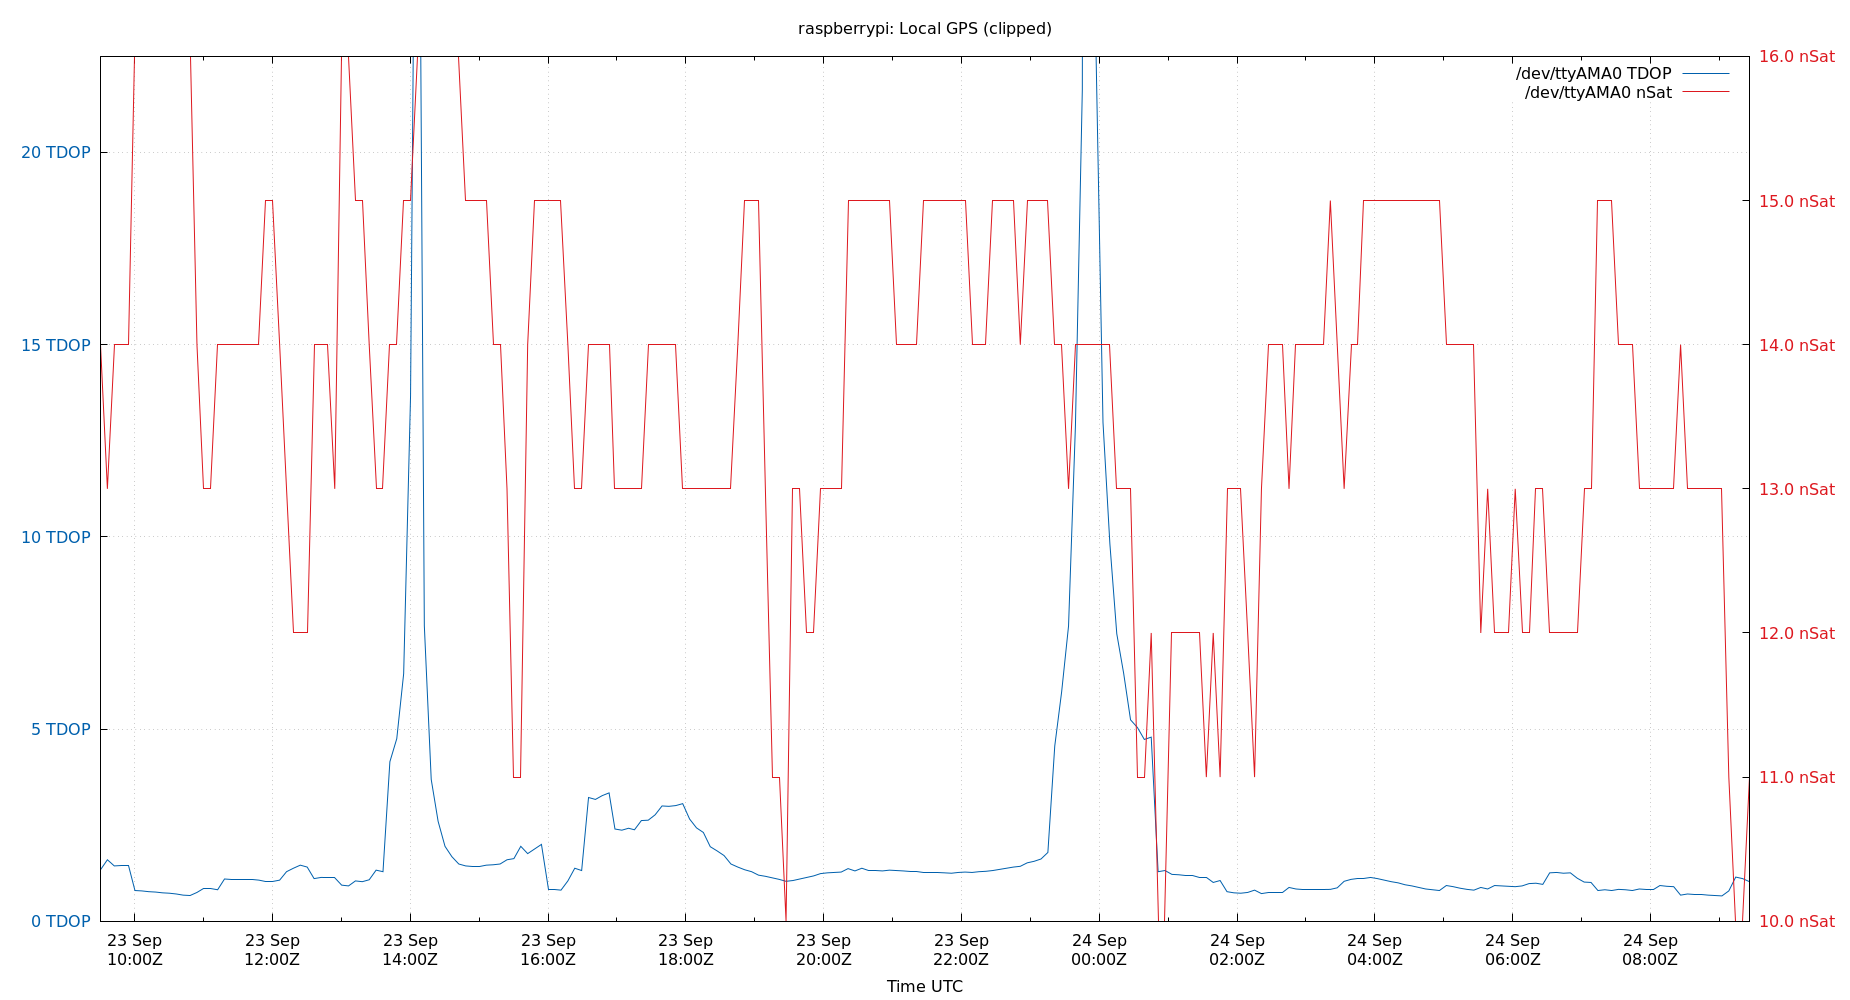 raspberrypi: Local GPS (clipped)
16.0 nSat
/dev/ttyAMA0 TDOP
/dev/ttyAMA0 nSat
20 TDOP
15.0 nSat
15 TDOP
14.0 nSat
13.0 nSat
10 TDOP
12.0 nSat
5 TDOP
11.0 nSat
0 TDOP
10.0 nSat
23 Sep 23 Sep 23 Sep 23 Sep 23 Sep 23 Sep 23 Sep 24 Sep 24 Sep 24 Sep 24 Sep 24 Sep
10:00Z 12:00Z 14:00Z 16:00Z 18:00Z 20:00Z 22:00Z 00:00Z 02:00Z 04:00Z 06:00Z 08:00Z
Time UTC